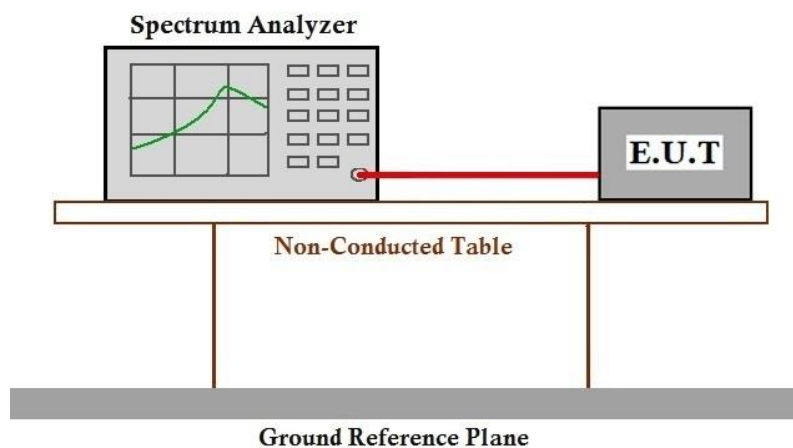 Spectrum Analyzer
E.U.T
Non-Conducted Table
Ground Reference Plane